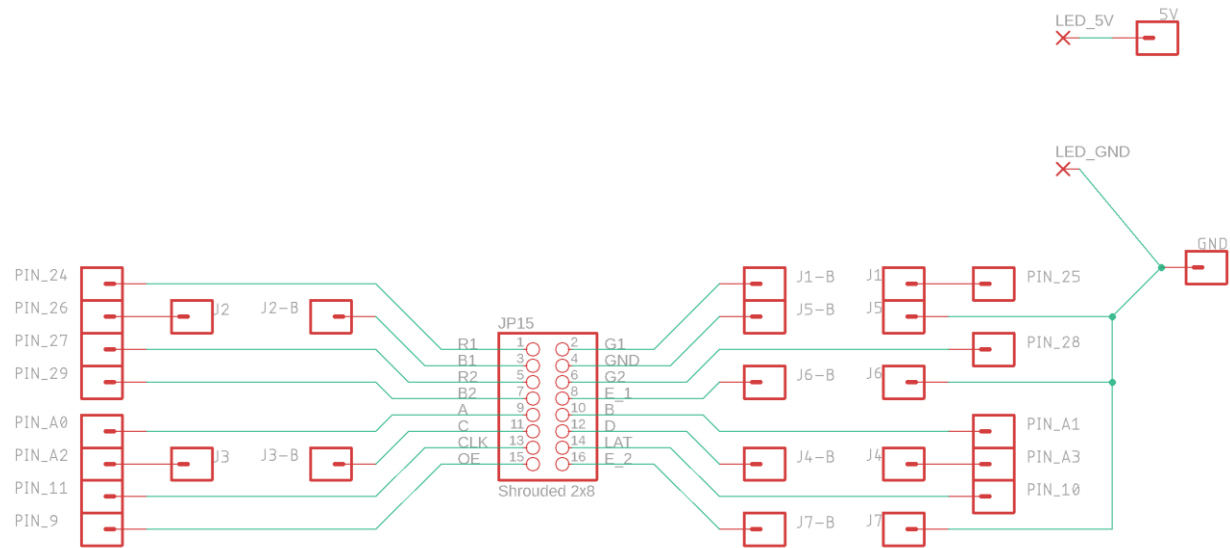 LED_5V 5V
LED_GND
GND
PIN_24 J1-B J1 PIN_25
PIN_26 J2 J2-B J5-B J5
JP15
PIN_27 R1 1 2 G1 PIN_28
B1 3 4 GND
PIN_29 R2 5 6 G2 J6-B J6
B2 7 8 E_1
A 9 10 B
PIN_A0 C 11 12 D PIN_A1
PIN_A2 J3 J3-B CLK 13 14 LAT J4-B J4 PIN_A3
OE 15 16 E_2
PIN_11 Shrouded 2x8 PIN_10
PIN_9 J7-B J7